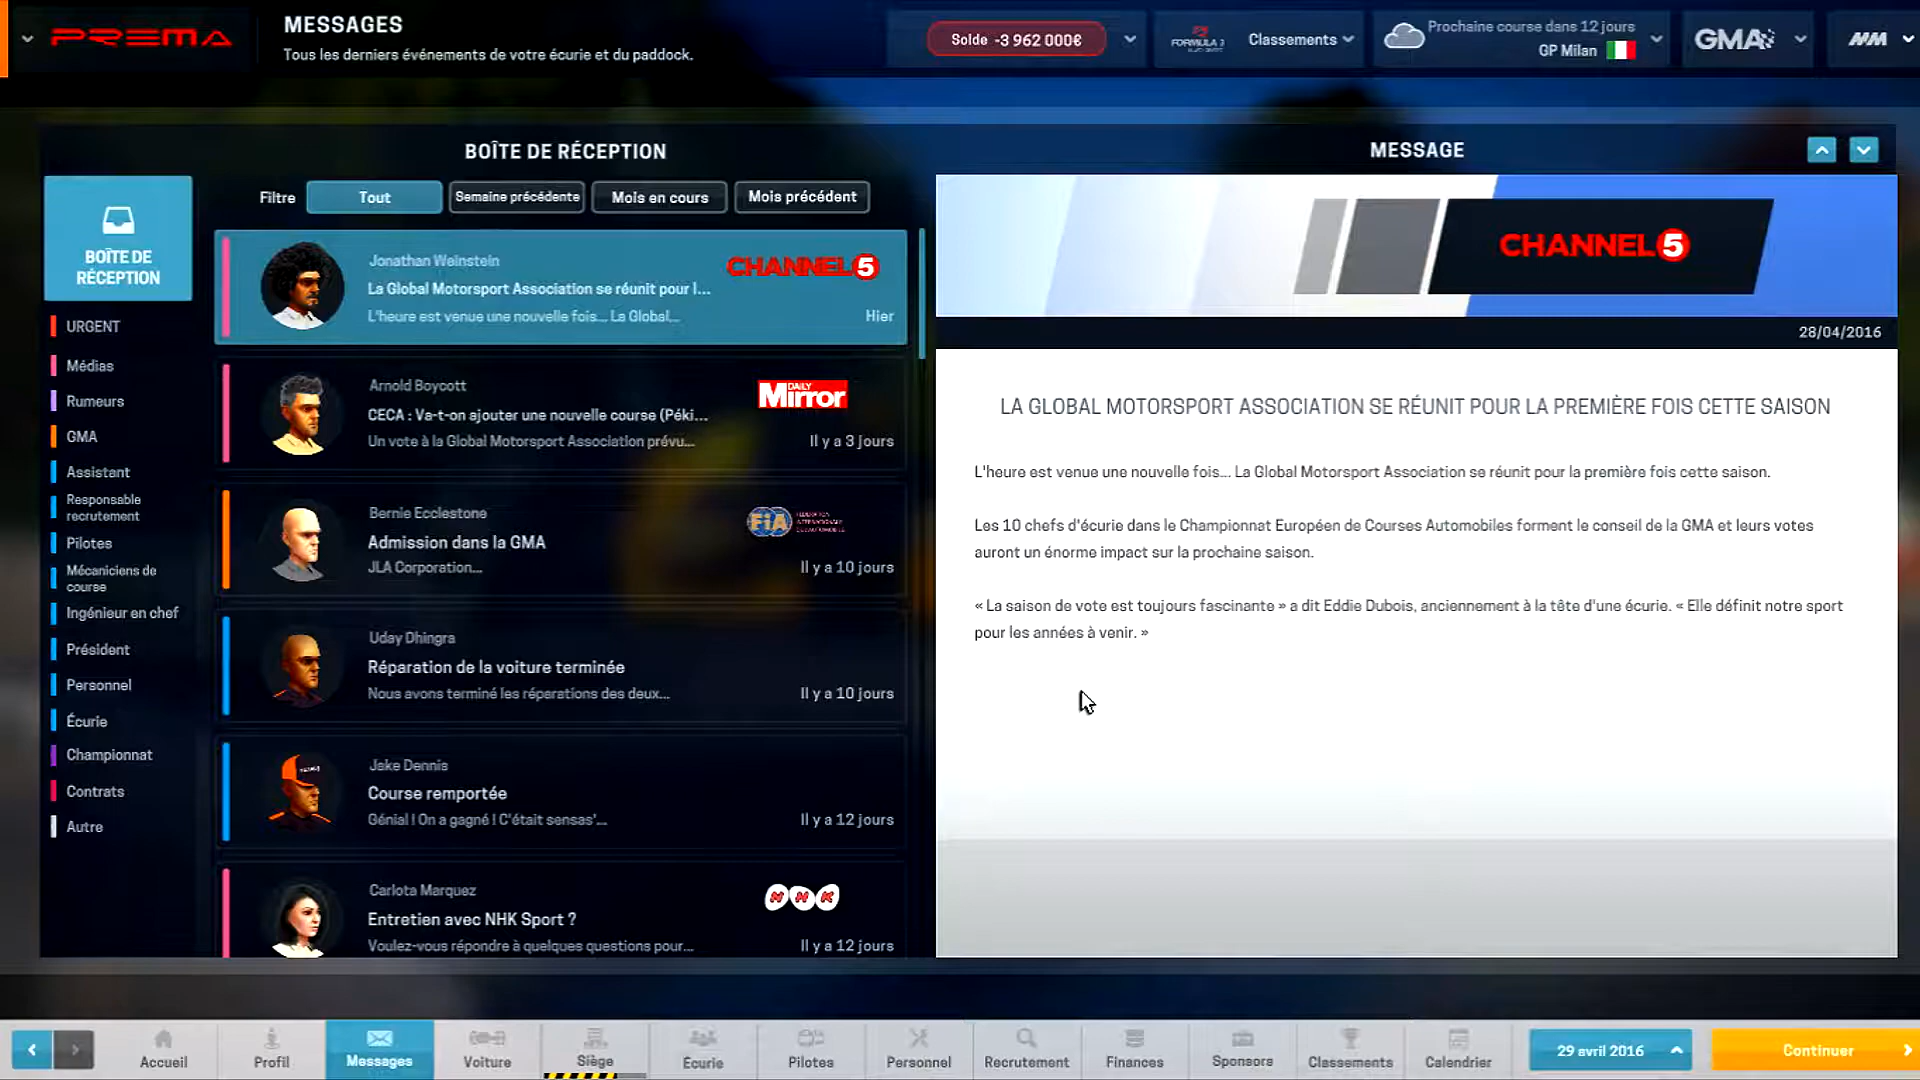 PREMA
MESSAGES
Tous les derniers événements de votre écurie et du paddock.
Solde -3 962 000€
FORMULA 3
Classements
Prochaine course dans 12 jours
GP Milan
GMA
BOÎTE DE RÉCEPTION
MESSAGE
BOÎTE DE
RÉCEPTION
URGENT
Médias
Rumeurs
GMA
Assistant
Responsable
recrutement
Pilotes
Mécaniciens de
course
Ingénieur en chef
Président
Personnel
Écurie
Championnat
Contrats
Autre
Filtre
Tout
Semaine précédente
Mois en cours
Mois précédent
Jonathan Weinstein
CHANNEL 5
La Global Motorsport Association se réunit pour l...
L'heure est venue une nouvelle fois... La Global...
Hier
Arnold Boycott
DAILY
Mirror
CECA : Va-t-on ajouter une nouvelle course (Péki...
Un vote à la Global Motorsport Association prévu...
Il y a 3 jours
Bernie Ecclestone
FiA
Admission dans la GMA
JLA Corporation...
Il y a 10 jours
Uday Dhingra
Réparation de la voiture terminée
Nous avons terminé les réparations des deux...
Il y a 10 jours
Jake Dennis
Course remportée
Génial ! On a gagné ! C'était sensas'...
Il y a 12 jours
Carlota Marquez
NHK
Entretien avec NHK Sport ?
Voulez-vous répondre à quelques questions pour...
Il y a 12 jours
CHANNEL 5
28/04/2016
LA GLOBAL MOTORSPORT ASSOCIATION SE RÉUNIT POUR LA PREMIÈRE FOIS CETTE SAISON
L'heure est venue une nouvelle fois... La Global Motorsport Association se réunit pour la première fois cette saison.
Les 10 chefs d'écurie dans le Championnat Européen de Courses Automobiles forment le conseil de la GMA et leurs votes
auront un énorme impact sur la prochaine saison.
« La saison de vote est toujours fascinante » a dit Eddie Dubois, anciennement à la tête d'une écurie. « Elle définit notre sport
pour les années à venir. »
Accueil
Profil
Messages
Voiture
Siège
Écurie
Pilotes
Personnel
Recrutement
Finances
Sponsors
Classements
Calendrier
29 avril 2016
Continuer